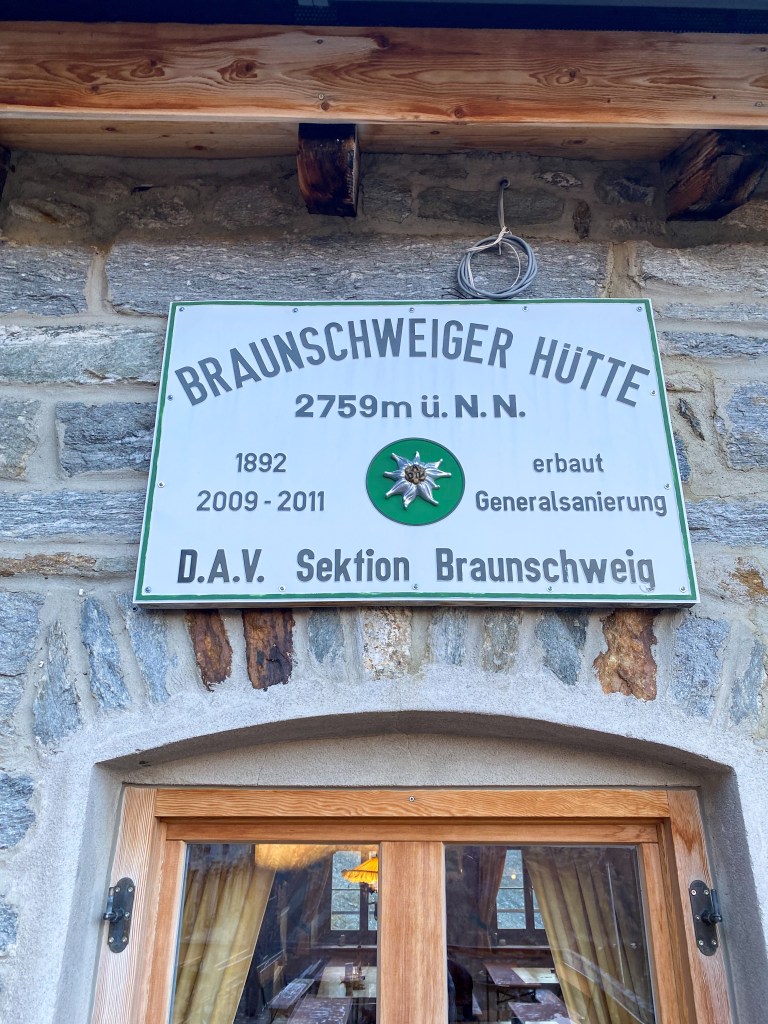 BRAUNSCHWEIGER HÜTTE
2759m ü. N. N.
1892 erbaut
2009 - 2011 Generalsanierung
D.A.V. Sektion Braunschweig